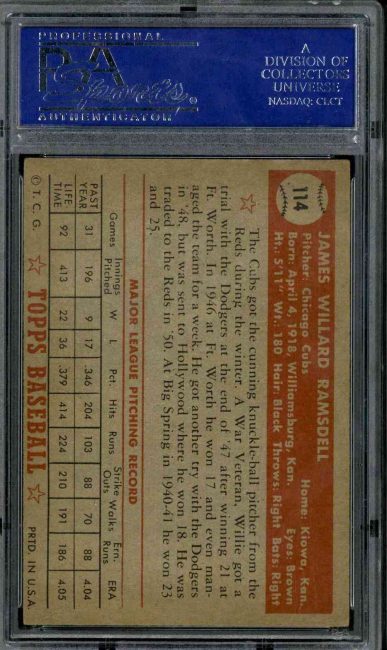 PROFESSIONAL
PSA
Sports
AUTHENTICATOR
A
DIVISION OF
COLLECTORS
UNIVERSE
NASDAQ: CLCT
114
JAMES WILLARD RAMSDELL
Pitcher: Chicago Cubs Home: Kiowa, Kan.
Born: April 4, 1918, Williamsburg, Kan. Eyes: Brown
Ht.: 5'11" Wt.: 180 Hair: Black Throws: Right Bats: Right
The Cubs got the cunning knuckle-ball pitcher from the
Reds during the winter. A War Veteran, Willie got a
trial with the Dodgers at the end of '47 after winning 21 at
Ft. Worth. In 1946 at Ft. Worth he won 17 and even man-
aged the team for a week. He got another try with the Dodgers
in '48, but was sent to Hollywood where he won 18. He was
traded to the Reds in '50. At Big Spring in 1940-41 he won 23
and 25.
MAJOR LEAGUE PITCHING RECORD
Games Innings Pitched W L Pct. Hits Runs Strike Outs Walks Ern. Runs ERA
PAST YEAR 31 196 9 17 .346 204 103 88 70 88 4.04
LIFE TIME 92 413 22 36 .379 414 224 210 191 186 4.05
© T.C.G. TOPPS BASEBALL PRTD. IN U.S.A.